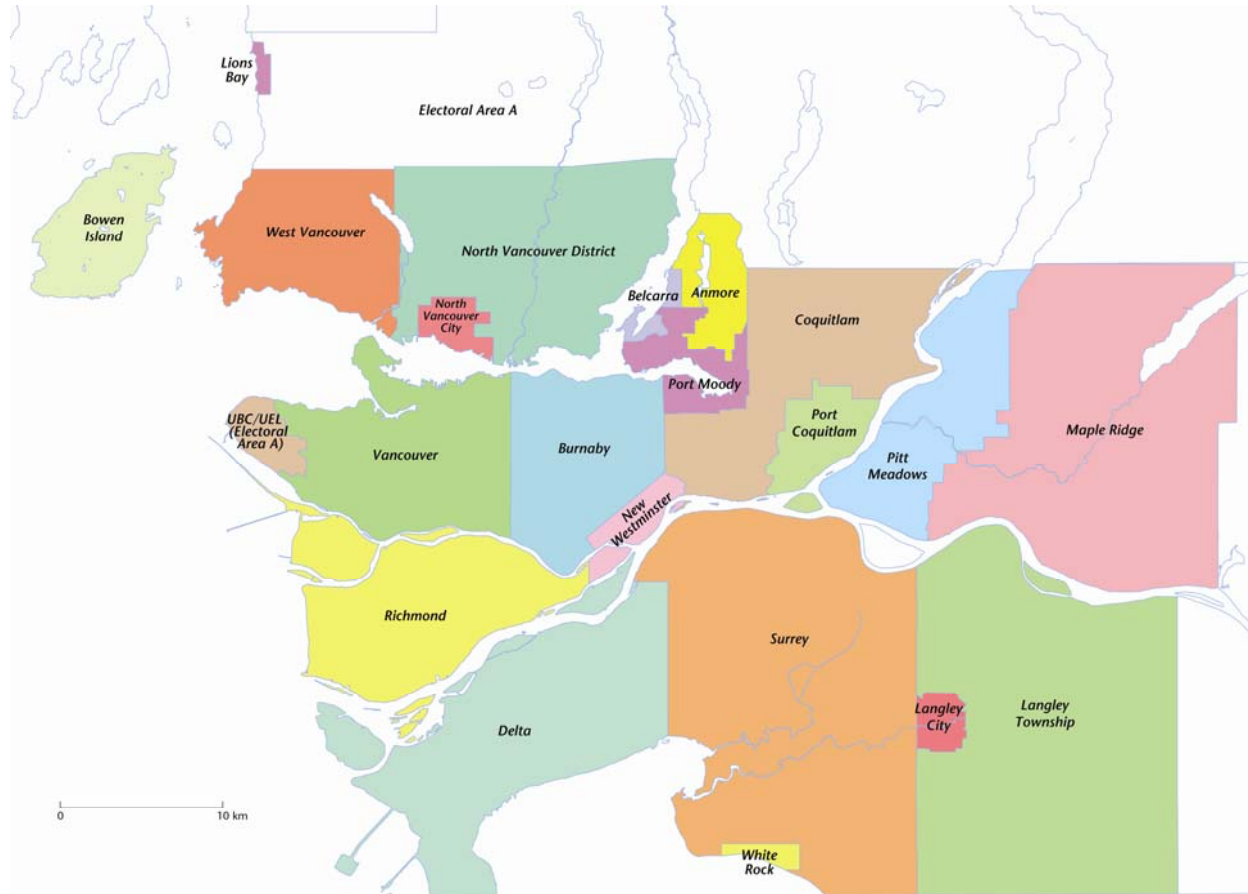 Lions
Bay
Electoral Area A
Bowen
Island
West Vancouver
North Vancouver District
North
Vancouver
City
Belcarra
Anmore
Coquitlam
Port Moody
UBC/UEL
(Electoral
Area A)
Vancouver
Burnaby
Port
Coquitlam
Pitt
Meadows
Maple Ridge
New
Westminster
Richmond
Surrey
Delta
Langley
City
Langley
Township
0
10 km
White
Rock